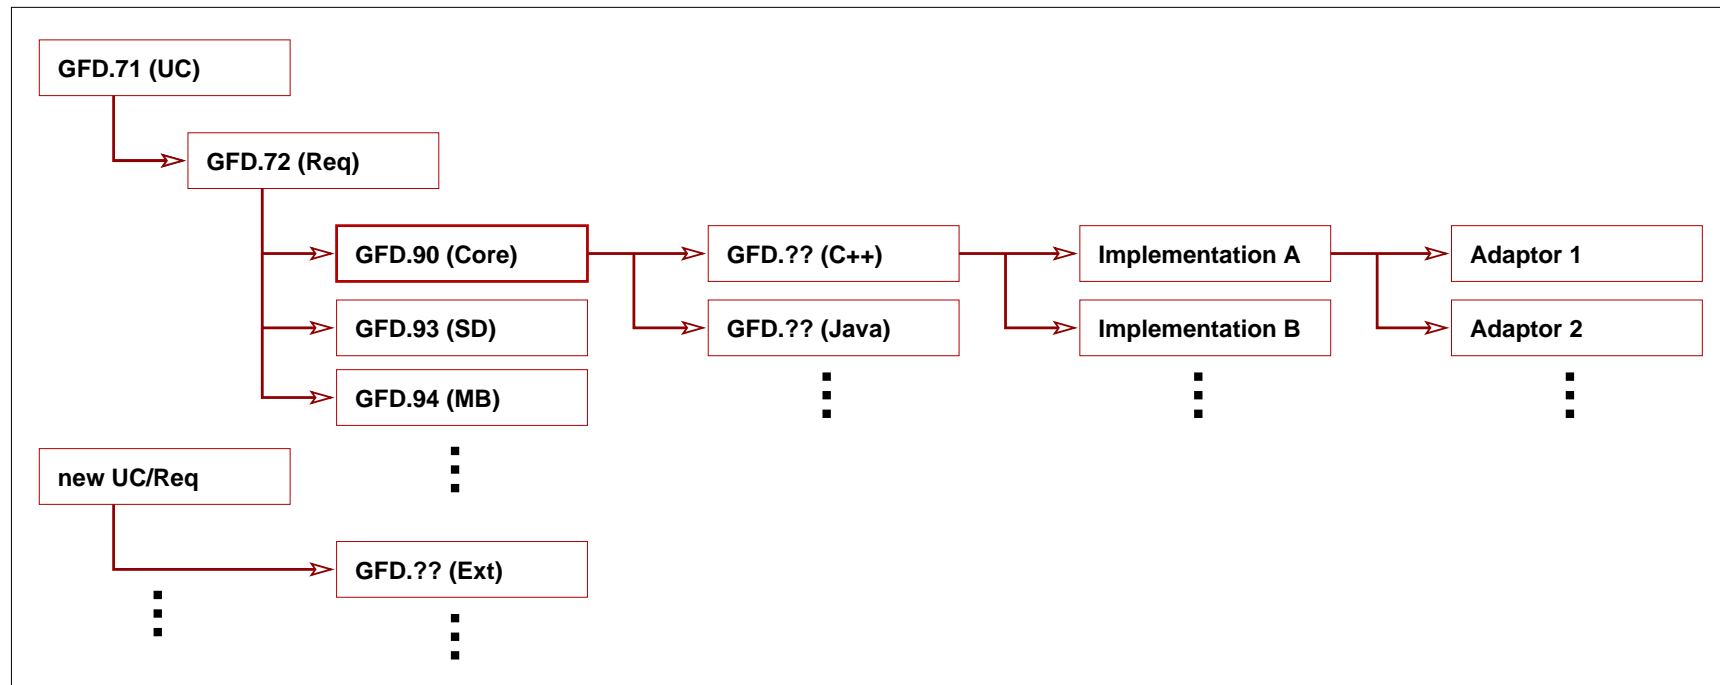 GFD.71 (UC)
GFD.72 (Req)
GFD.90 (Core)
GFD.?? (C++)
Implementation A
Adaptor 1
GFD.93 (SD)
GFD.?? (Java)
Implementation B
Adaptor 2
GFD.94 (MB)
new UC/Req
GFD.?? (Ext)